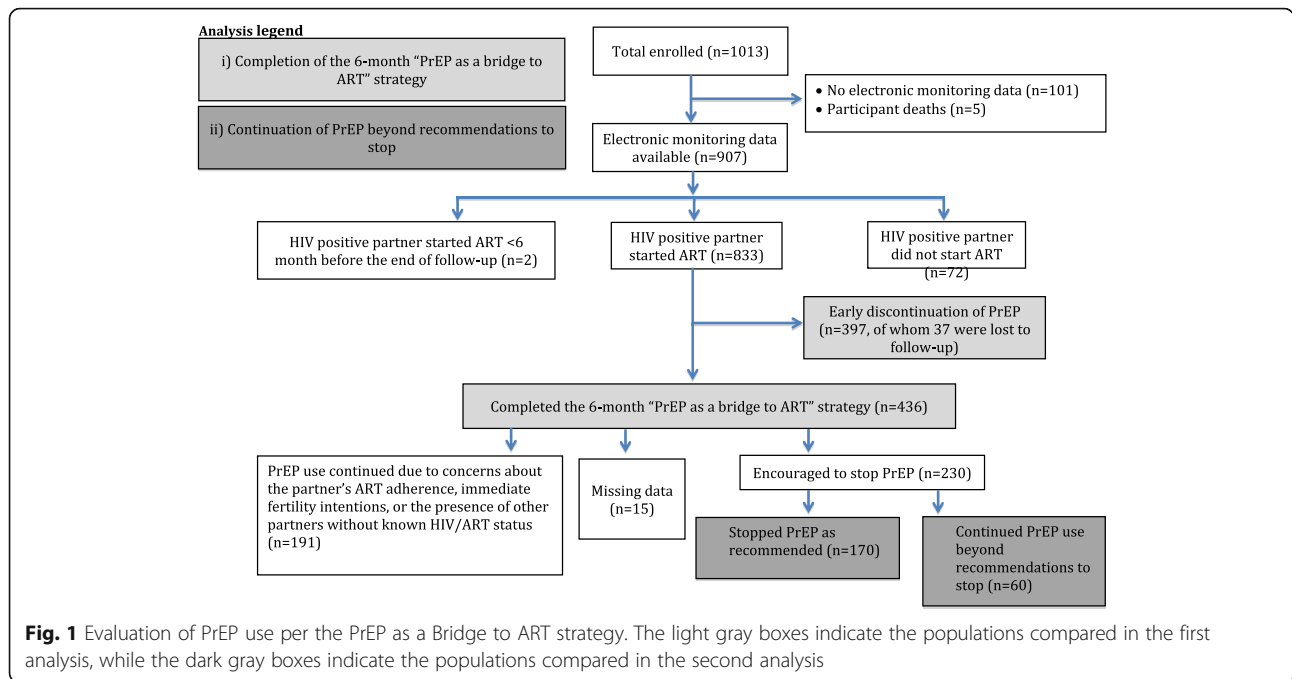 Analysis legend
i) Completion of the 6-month “PrEP as a bridge to
ART” strategy
ii) Continuation of PrEP beyond recommendations to
stop
Total enrolled (n=1013)
• No electronic monitoring data (n=101)
• Participant deaths (n=5)
Electronic monitoring data
available (n=907)
HIV positive partner started ART <6
month before the end of follow-up (n=2)
HIV positive partner
started ART (n=833)
HIV positive partner
did not start ART
(n=72)
Early discontinuation of PrEP
(n=397, of whom 37 were lost to
follow-up)
Completed the 6-month “PrEP as a bridge to ART” strategy (n=436)
PrEP use continued due to concerns about
the partner’s ART adherence, immediate
fertility intentions, or the presence of other
partners without known HIV/ART status
(n=191)
Missing data
(n=15)
Encouraged to stop PrEP (n=230)
Stopped PrEP as
recommended (n=170)
Continued PrEP use
beyond
recommendations to
stop (n=60)
Fig. 1 Evaluation of PrEP use per the PrEP as a Bridge to ART strategy. The light gray boxes indicate the populations compared in the first
analysis, while the dark gray boxes indicate the populations compared in the second analysis